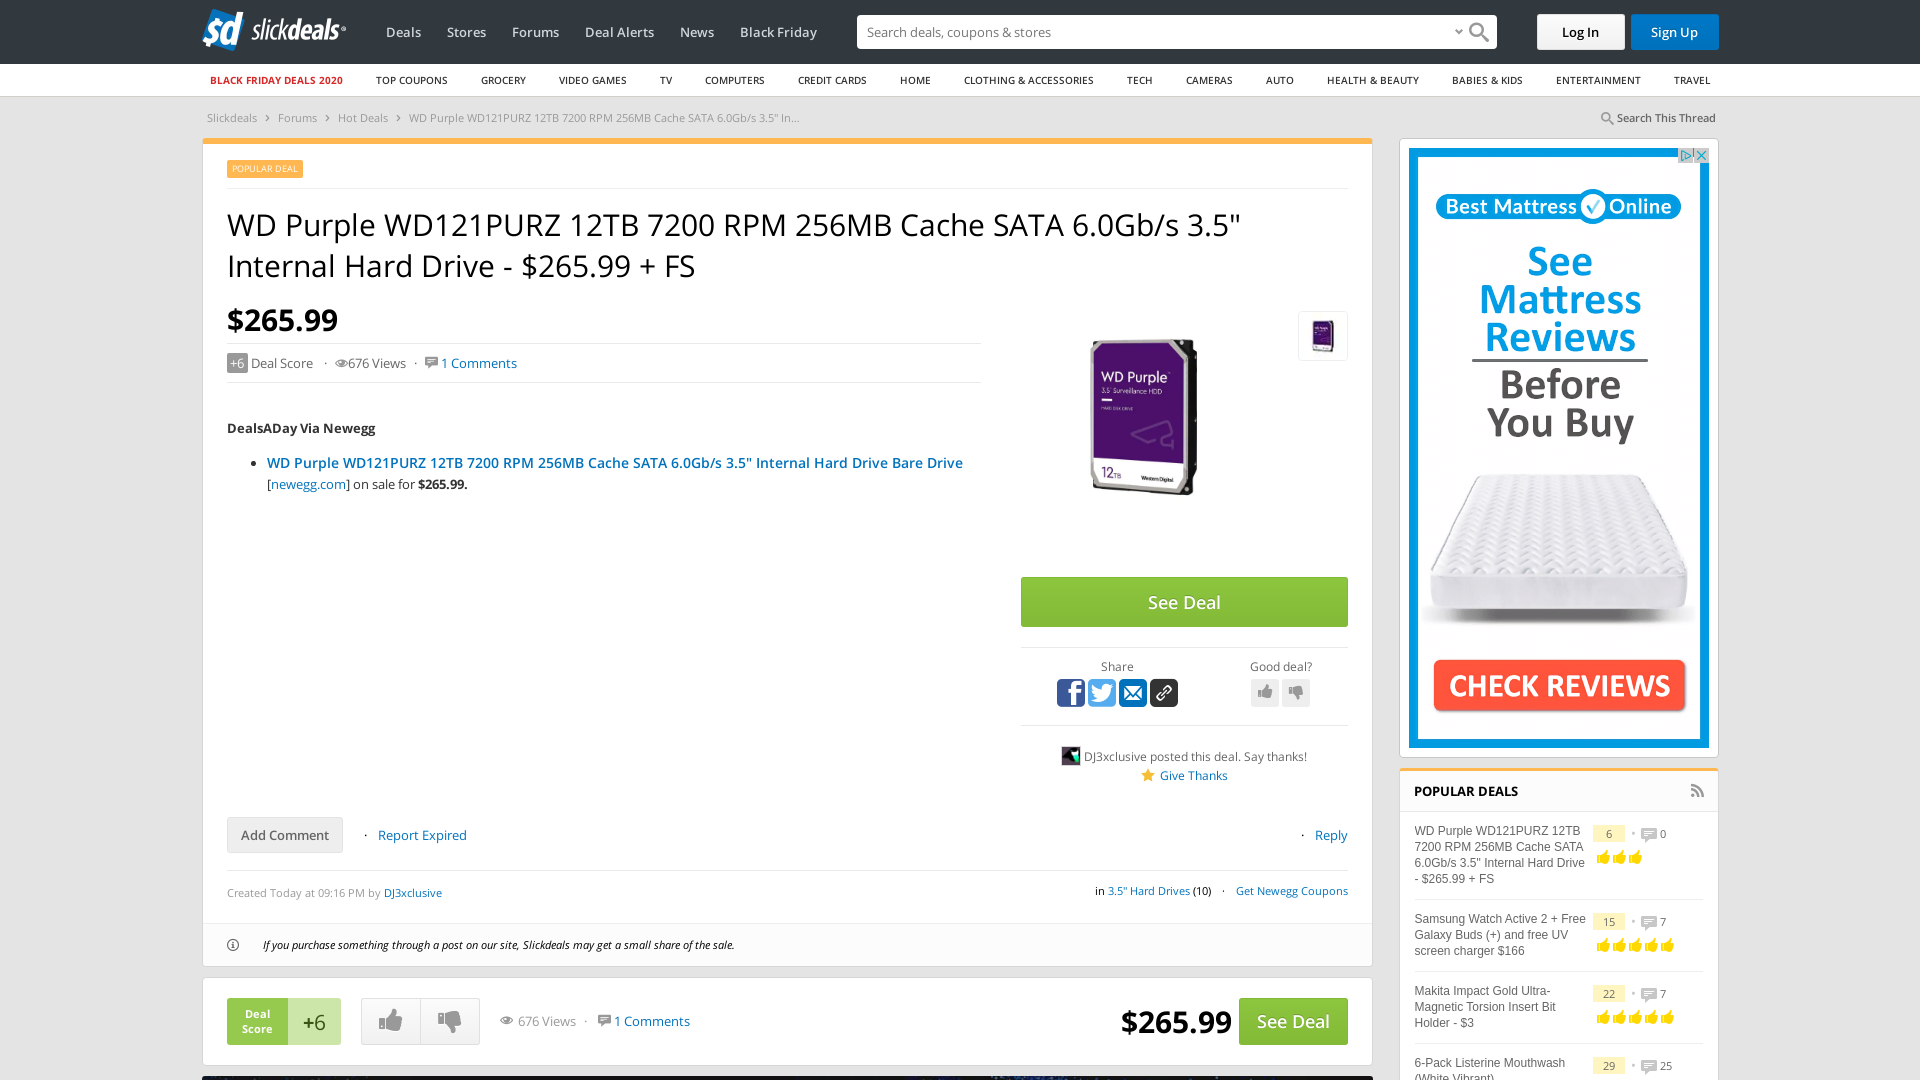 slickdeals
Deals
Stores
Forums
Deal Alerts
News
Black Friday
Search deals, coupons & stores
Log In
Sign Up
BLACK FRIDAY DEALS 2020
TOP COUPONS
GROCERY
VIDEO GAMES
TV
COMPUTERS
CREDIT CARDS
HOME
CLOTHING & ACCESSORIES
TECH
CAMERAS
AUTO
HEALTH & BEAUTY
BABIES & KIDS
ENTERTAINMENT
TRAVEL
Slickdeals › Forums › Hot Deals › WD Purple WD121PURZ 12TB 7200 RPM 256MB Cache SATA 6.0Gb/s 3.5" In...
Search This Thread
POPULAR DEAL
WD Purple WD121PURZ 12TB 7200 RPM 256MB Cache SATA 6.0Gb/s 3.5"
Internal Hard Drive - $265.99 + FS
$265.99
+6 Deal Score · 676 Views · 1 Comments
DealsADay Via Newegg
• WD Purple WD121PURZ 12TB 7200 RPM 256MB Cache SATA 6.0Gb/s 3.5" Internal Hard Drive Bare Drive
[newegg.com] on sale for $265.99.
WD Purple
3.5" Surveillance HDD
HARD DISK DRIVE
12TB
Western Digital
See Deal
Share
Good deal?
DJ3xclusive posted this deal. Say thanks!
Give Thanks
Add Comment
· Report Expired
· Reply
Created Today at 09:16 PM by DJ3xclusive
in 3.5" Hard Drives (10) · Get Newegg Coupons
If you purchase something through a post on our site, Slickdeals may get a small share of the sale.
Deal
Score
+6
676 Views · 1 Comments
$265.99
See Deal
Best Mattress Online
See
Mattress
Reviews
Before
You Buy
CHECK REVIEWS
POPULAR DEALS
WD Purple WD121PURZ 12TB
7200 RPM 256MB Cache SATA
6.0Gb/s 3.5" Internal Hard Drive
- $265.99 + FS
6 • 0
Samsung Watch Active 2 + Free
Galaxy Buds (+) and free UV
screen charger $166
15 • 7
Makita Impact Gold Ultra-
Magnetic Torsion Insert Bit
Holder - $3
22 • 7
6-Pack Listerine Mouthwash
(White Vibrant)
29 • 25